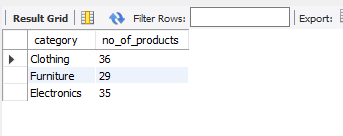 Result Grid Filter Rows: Export:
category no_of_products
Clothing 36
Furniture 29
Electronics 35